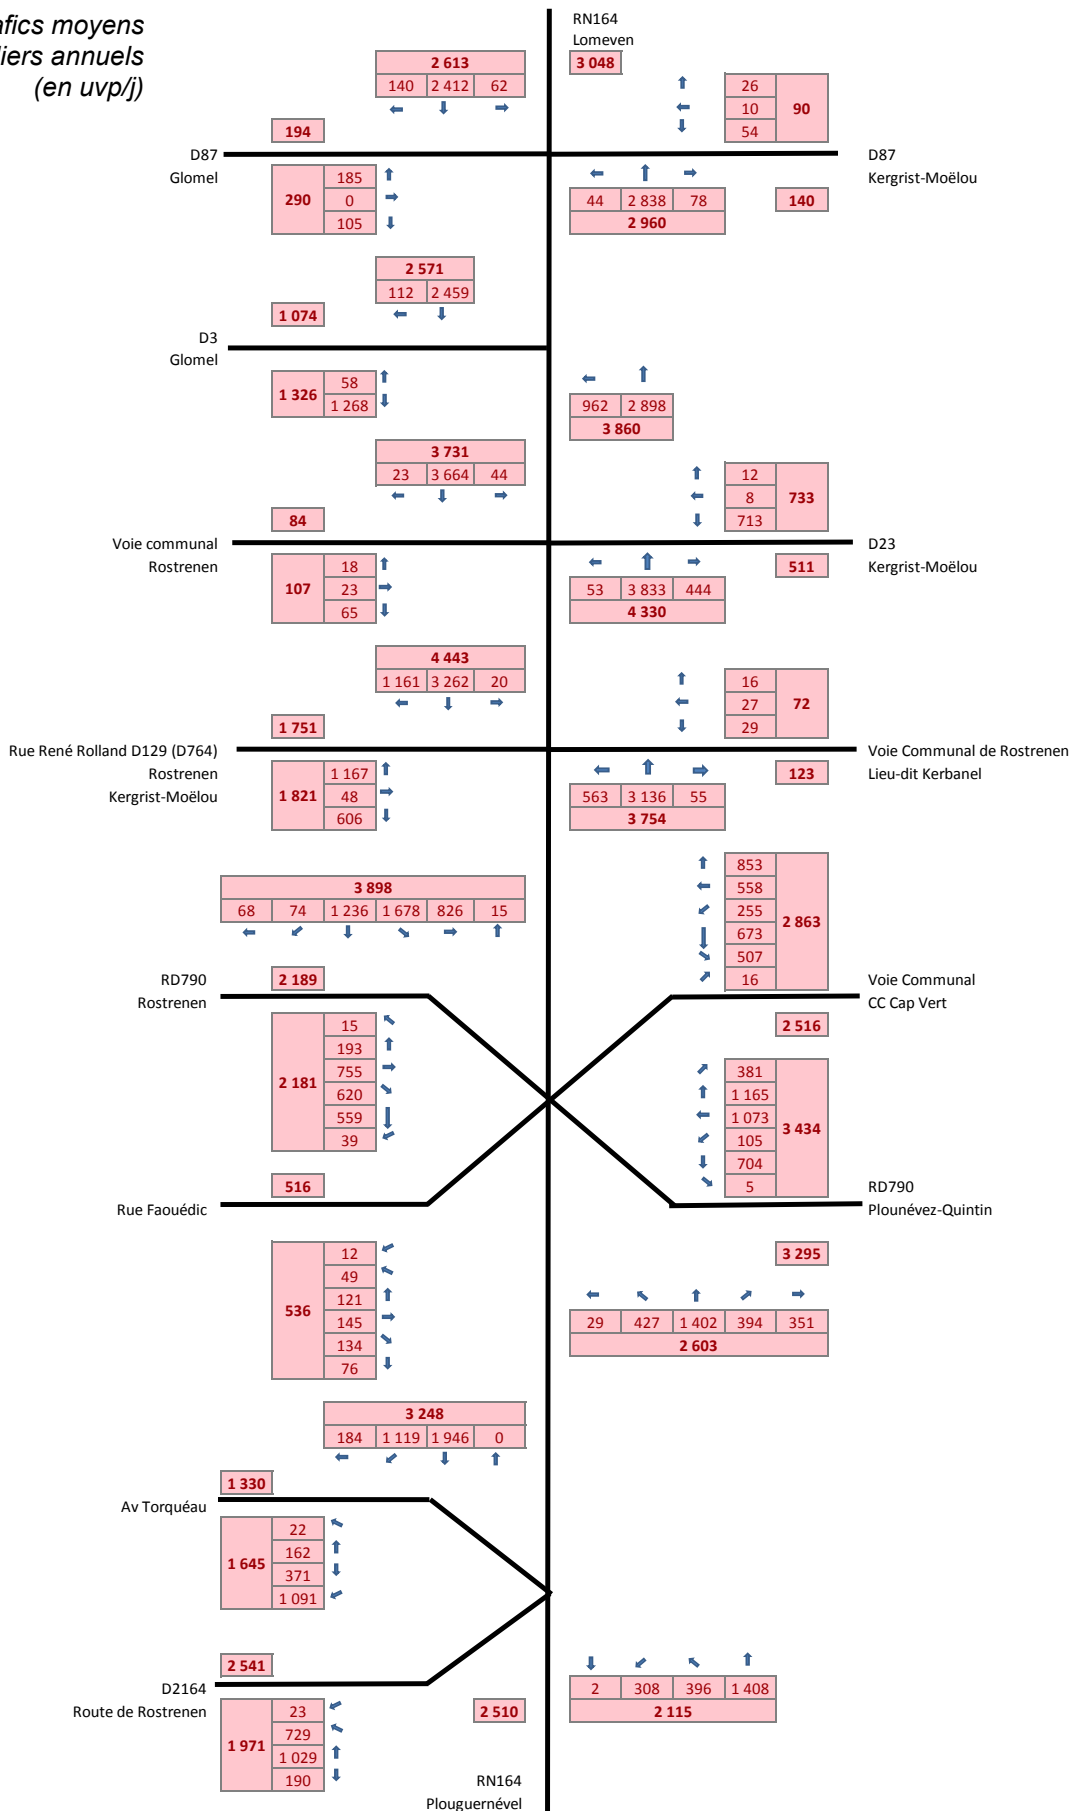 afics moyens
liers annuels
(en uvp/j)
RN164
Lomeven
2 613
3 048
140 2 412 62
26
10 90
54
194
D87
Glomel
D87
Kergrist-Moëlou
185
290 0
105
44 2 838 78
2 960
140
2 571
112 2 459
1 074
D3
Glomel
58
1 326
1 268
962 2 898
3 860
3 731
23 3 664 44
12
8 733
713
84
Voie communal
Rostrenen
D23
Kergrist-Moëlou
511
18
107 23
65
53 3 833 444
4 330
4 443
1 161 3 262 20
16
27 72
29
1 751
Rue René Rolland D129 (D764)
Rostrenen
Kergrist-Moëlou
Voie Communal de Rostrenen
Lieu-dit Kerbanel
123
1 167
1 821 48
606
563 3 136 55
3 754
853
558
255
2 863
673
507
16
3 898
68 74 1 236 1 678 826 15
2 189
RD790
Rostrenen
Voie Communal
CC Cap Vert
2 516
15
193
755
2 181
620
559
39
381
1 165
1 073
3 434
105
704
5
516
Rue Faouédic
RD790
Plounévez-Quintin
3 295
12
49
121
536
145
134
76
29 427 1 402 394 351
2 603
3 248
184 1 119 1 946 0
1 330
Av Torquéau
22
162
1 645
371
1 091
2 541
D2164
Route de Rostrenen
2 308 396 1 408
2 115
2 510
23
729
1 971
1 029
190
RN164
Plouguernével